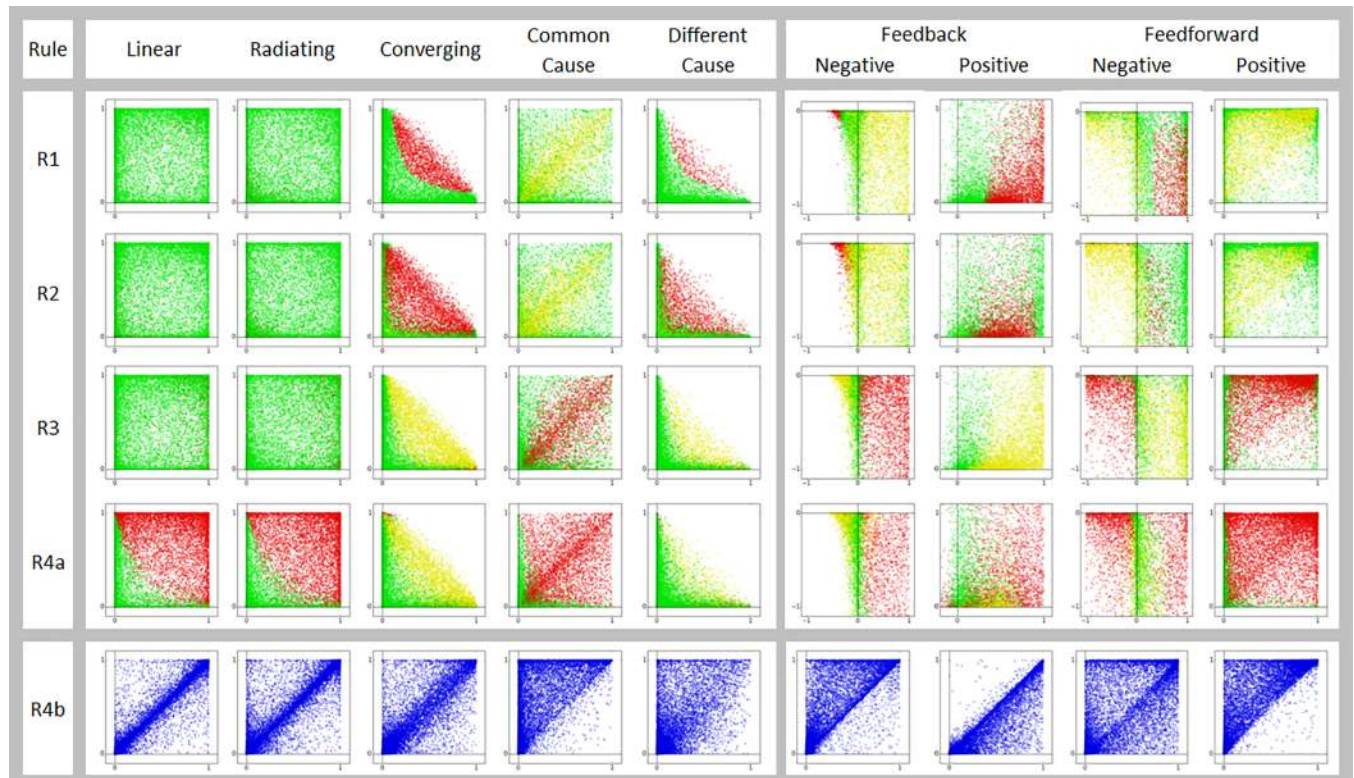 Rule Linear Radiating Converging Common Cause Different Cause Feedback Feedforward
Negative Positive Negative Positive
R1
R2
R3
R4a
R4b